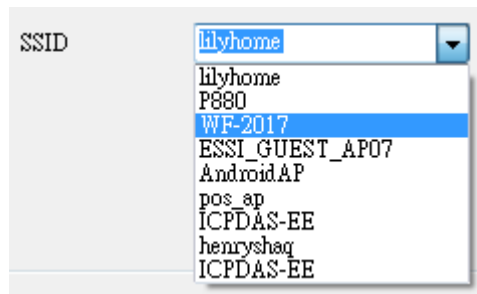 SSID
lilyhome
lilyhome
P880
WF-2017
ESSI_GUEST_AP07
AndroidAP
pos_ap
ICPDAS-EE
henryshaq
ICPDAS-EE